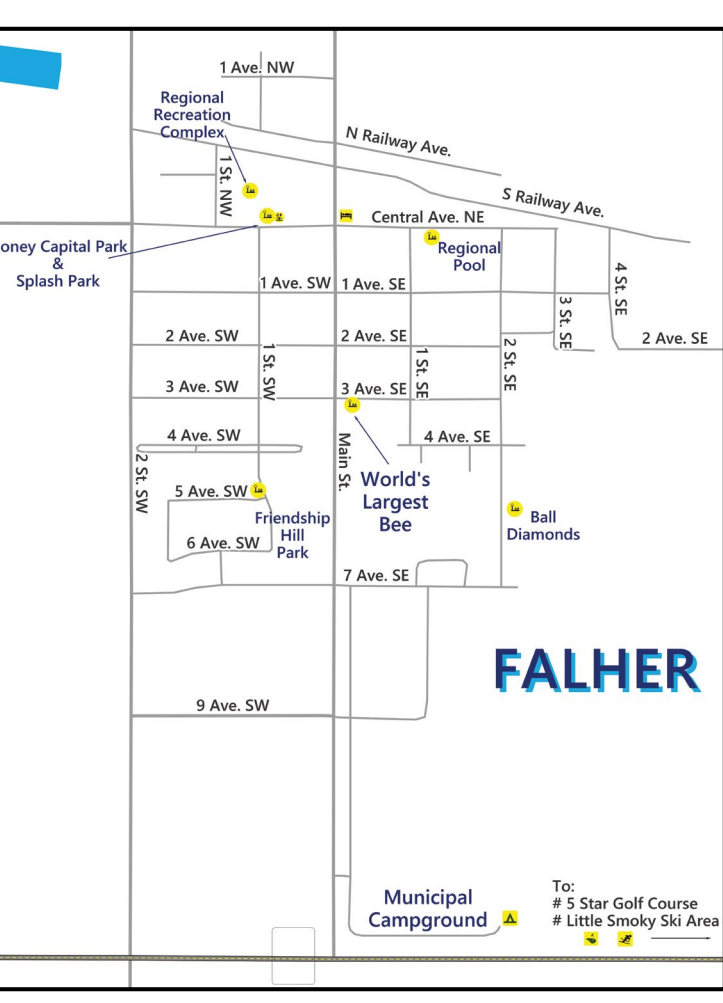 1 Ave. NW
Regional
Recreation
Complex
N Railway Ave.
1 St. NW
S Railway Ave.
Central Ave. NE
oney Capital Park
&
Splash Park
Regional
Pool
4 St. SE
1 Ave. SW
1 Ave. SE
3 St. SE
2 Ave. SW
2 Ave. SE
2 Ave. SE
1 St. SW
1 St. SE
2 St. SE
3 Ave. SW
3 Ave. SE
4 Ave. SW
4 Ave. SE
2 St. SW
Main St.
World's
Largest
Bee
5 Ave. SW
Friendship
Hill
Park
Ball
Diamonds
6 Ave. SW
7 Ave. SE
FALHER
9 Ave. SW
Municipal
Campground
To:
# 5 Star Golf Course
# Little Smoky Ski Area